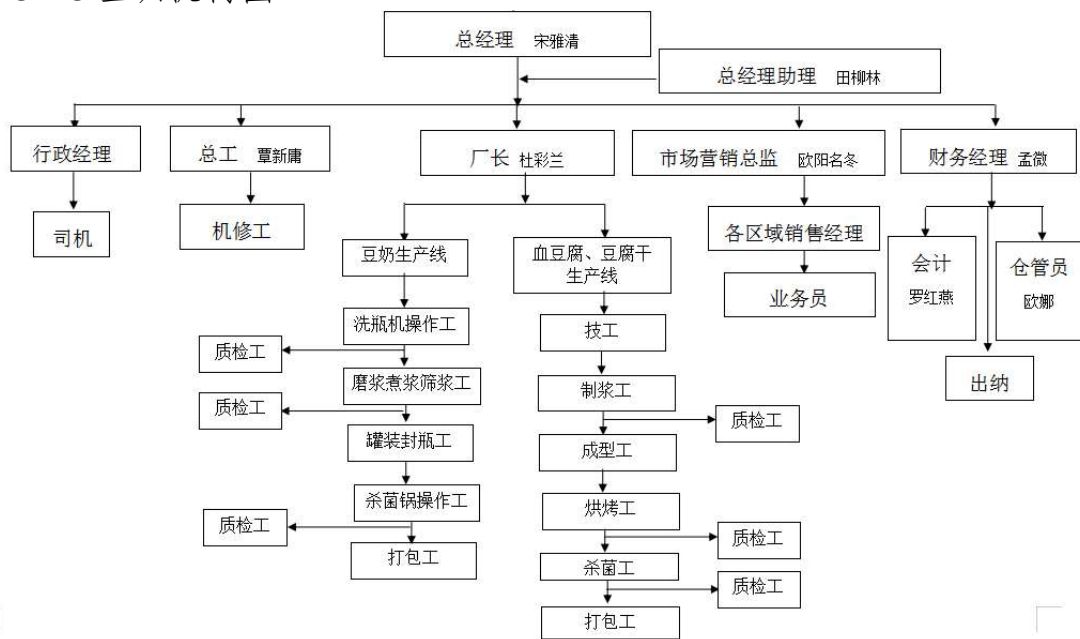 总经理 宋雅清
总经理助理 田柳林
行政经理
总工 覃新庸
厂长 杜彩兰
市场营销总监 欧阳名冬
财务经理 孟微
司机
机修工
豆奶生产线
血豆腐、豆腐干
生产线
各区域销售经理
会计
罗红燕
仓管员
欧娜
业务员
洗瓶机操作工
技工
质检工
磨浆煮浆筛浆工
制浆工
出纳
质检工
质检工
罐装封瓶工
成型工
杀菌锅操作工
烘烤工
质检工
质检工
打包工
杀菌工
质检工
打包工